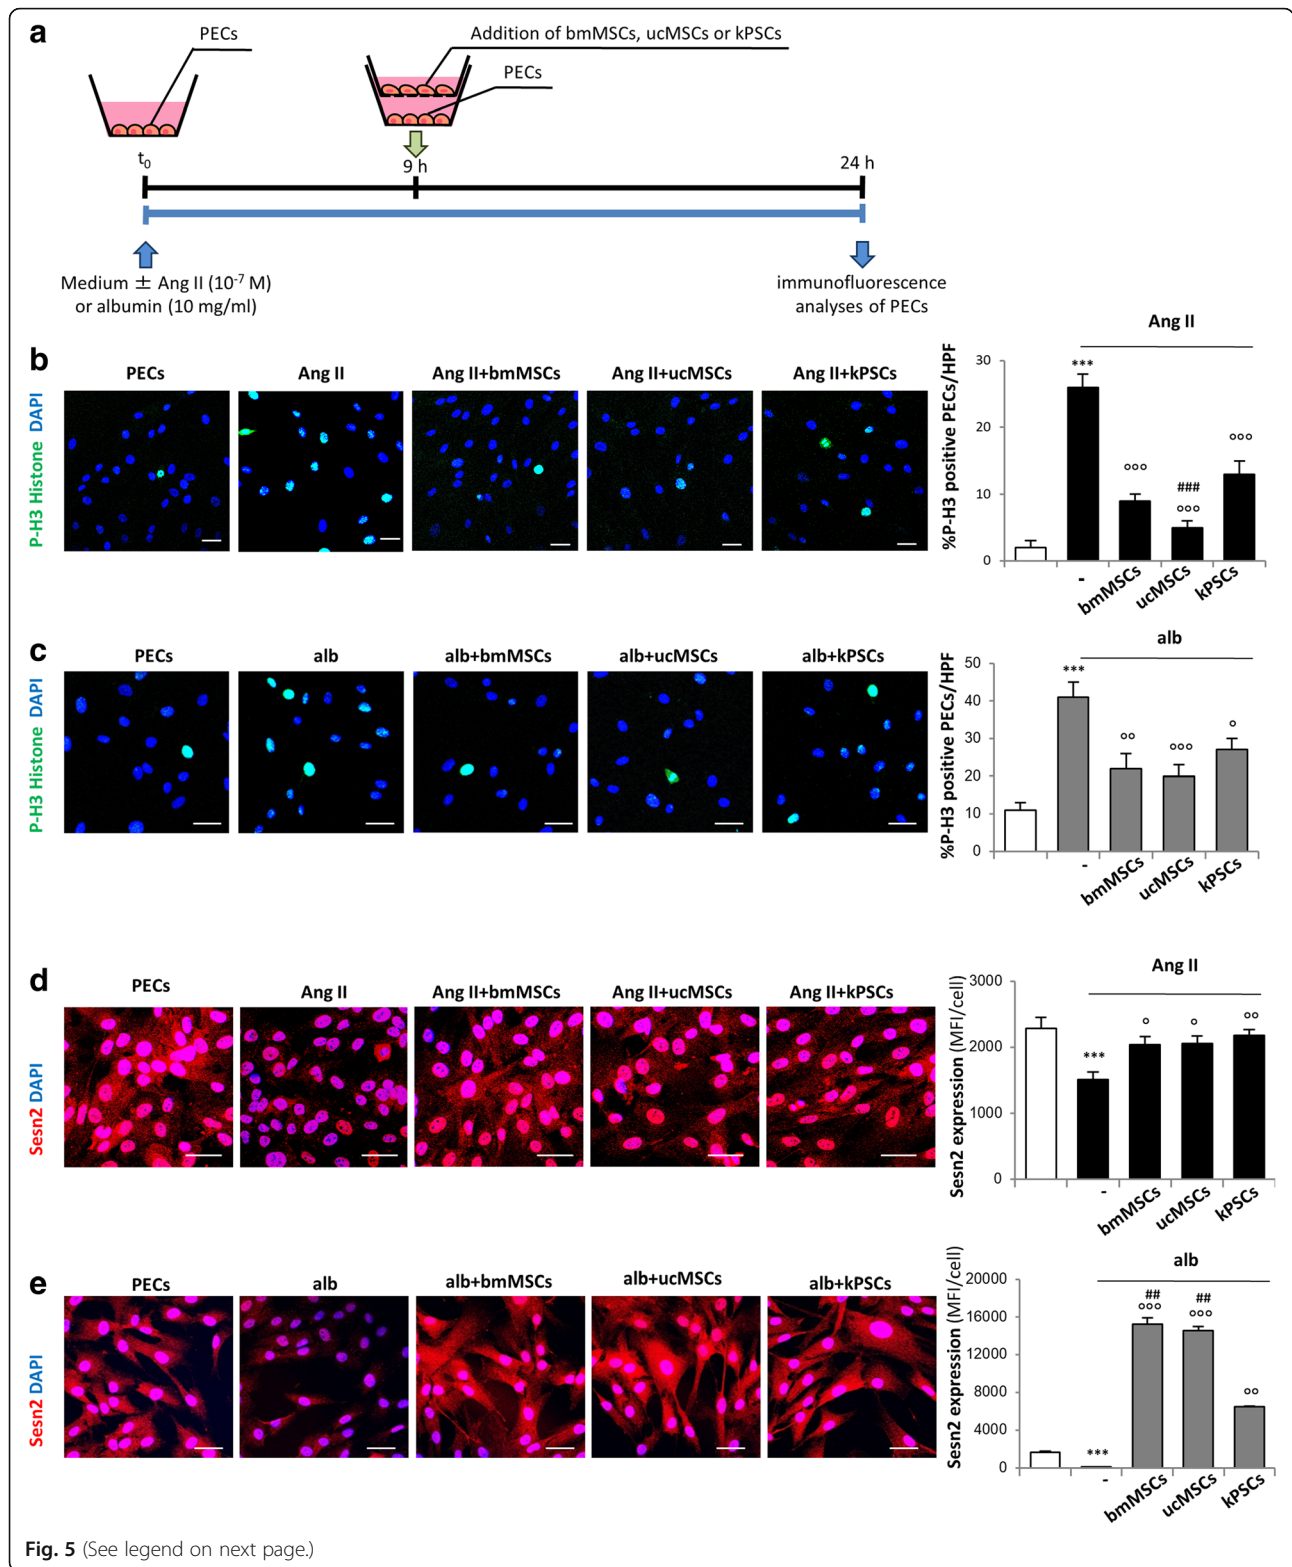 a
PECs
Addition of bmMSCs, ucMSCs or kPSCs
PECs
t0
9 h
24 h
Medium ± Ang II (10-7 M)
or albumin (10 mg/ml)
immunofluorescence
analyses of PECs
b
PECs
Ang II
Ang II+bmMSCs
Ang II+ucMSCs
Ang II+kPSCs
P-H3 Histone DAPI
Ang II
%P-H3 positive PECs/HPF
30
20
10
0
***
°°°
###
°°°
°°°
-
bmMSCs
ucMSCs
kPSCs
c
PECs
alb
alb+bmMSCs
alb+ucMSCs
alb+kPSCs
P-H3 Histone DAPI
alb
%P-H3 positive PECs/HPF
50
40
30
20
10
0
***
°°
°°°
°
-
bmMSCs
ucMSCs
kPSCs
d
PECs
Ang II
Ang II+bmMSCs
Ang II+ucMSCs
Ang II+kPSCs
Sesn2 DAPI
Ang II
Sesn2 expression (MFI/cell)
3000
2000
1000
0
***
°
°
°°
-
bmMSCs
ucMSCs
kPSCs
e
PECs
alb
alb+bmMSCs
alb+ucMSCs
alb+kPSCs
Sesn2 DAPI
alb
Sesn2 expression (MFI/cell)
20000
16000
12000
8000
4000
0
***
##
°°°
##
°°°
°°
-
bmMSCs
ucMSCs
kPSCs
Fig. 5 (See legend on next page.)